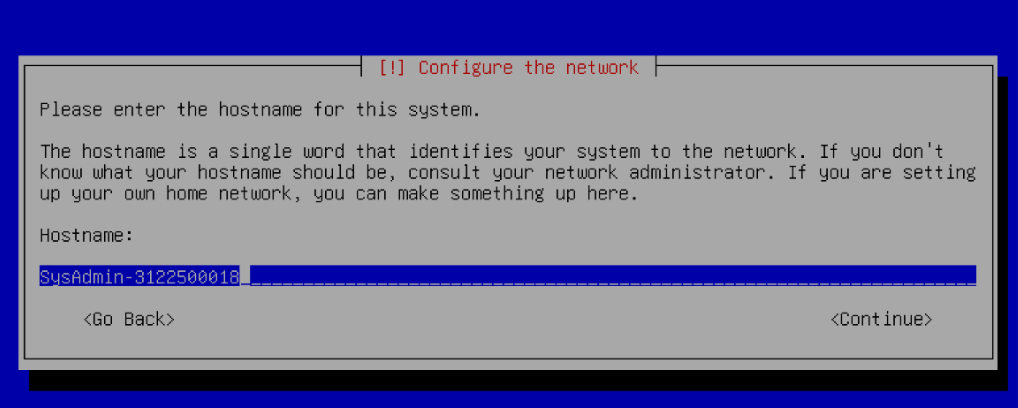 [!] Configure the network
Please enter the hostname for this system.
The hostname is a single word that identifies your system to the network. If you don't
know what your hostname should be, consult your network administrator. If you are setting
up your own home network, you can make something up here.
Hostname:
SysAdmin-3122500018
<Go Back> <Continue>